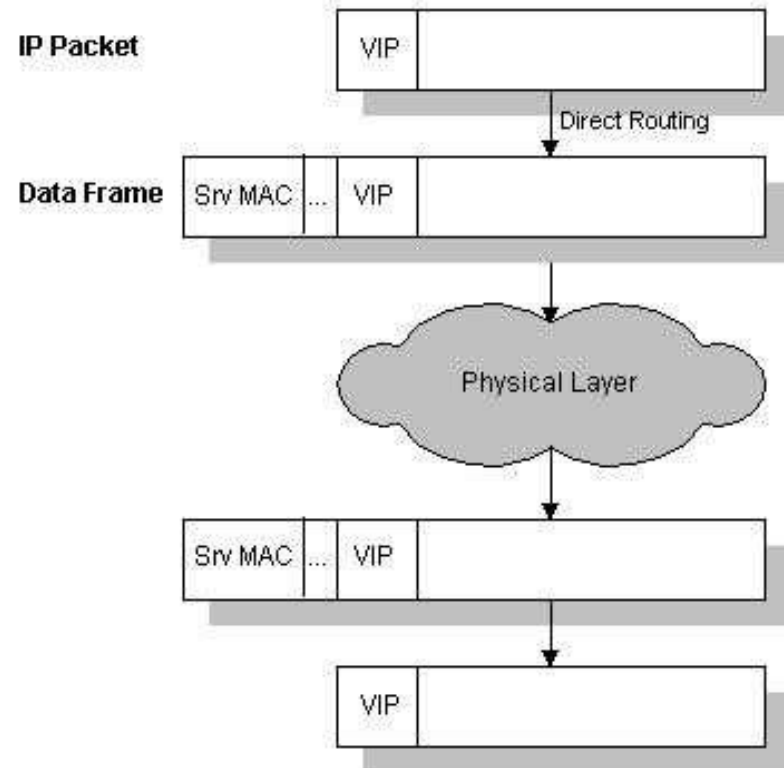 IP Packet
VIP
Direct Routing
Data Frame
Srv MAC
...
VIP
Physical Layer
Srv MAC
...
VIP
VIP